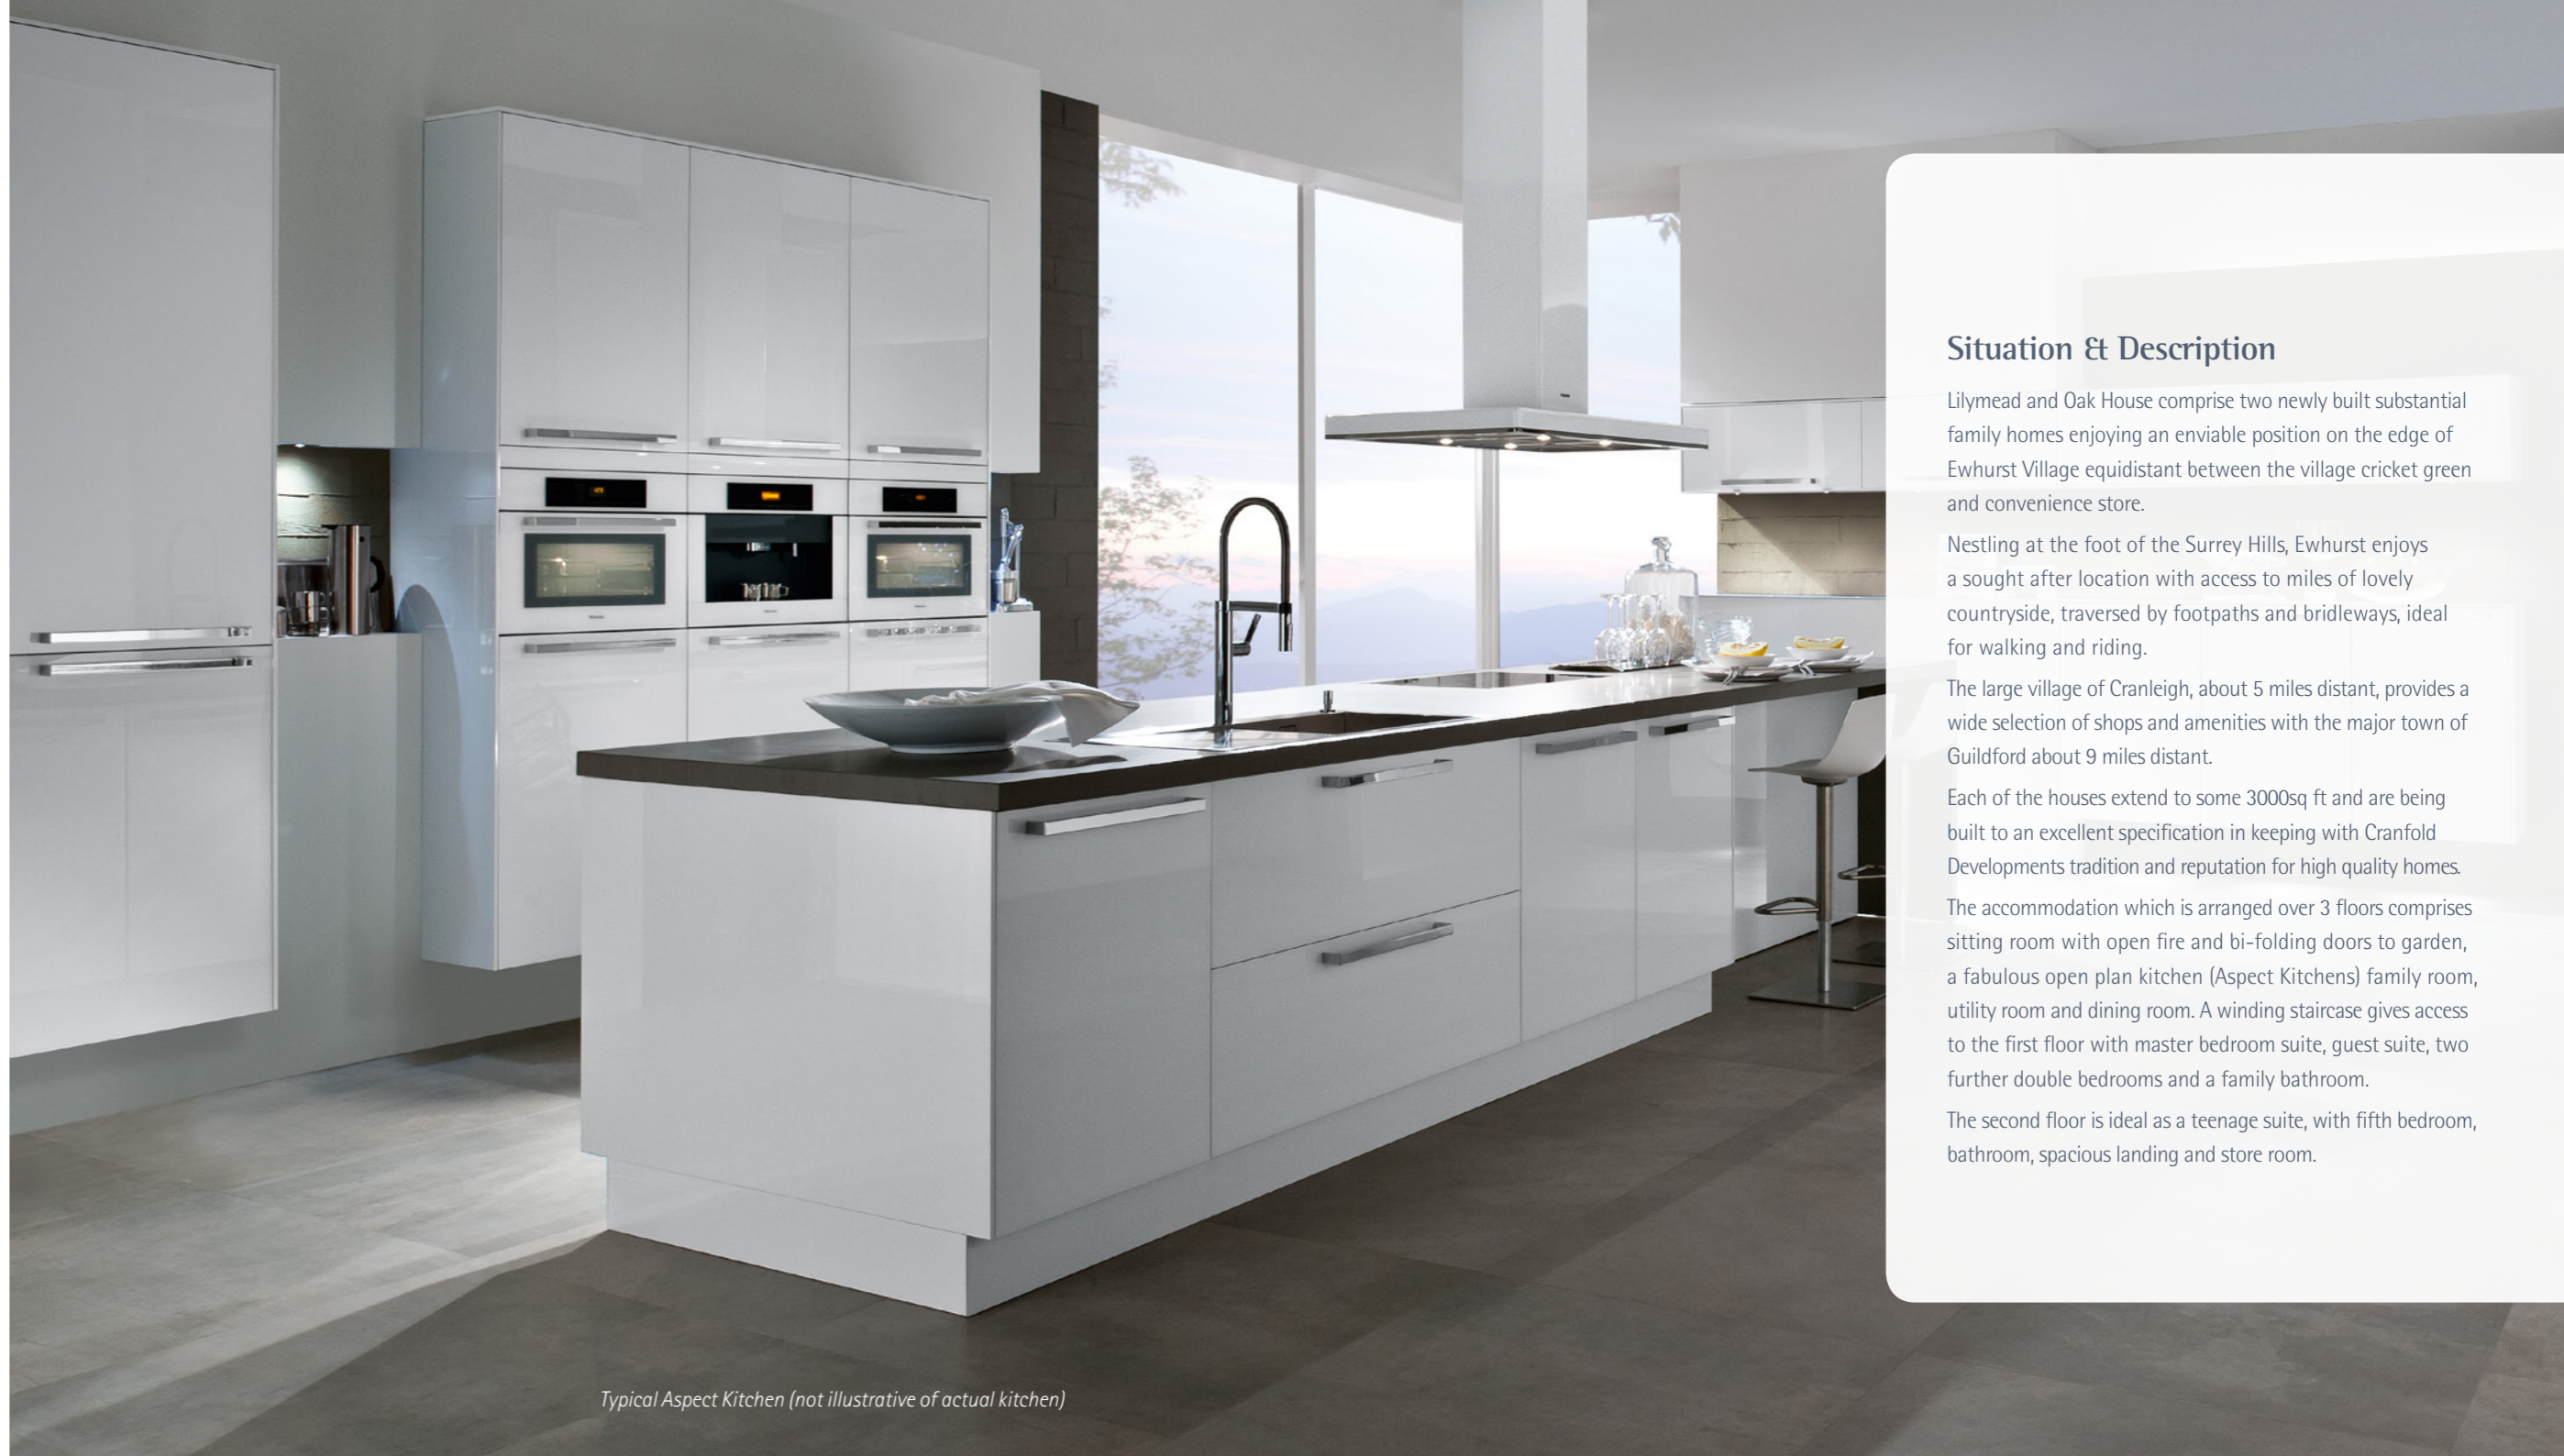 Situation & Description
Lilymead and Oak House comprise two newly built substantial
family homes enjoying an enviable position on the edge of
Ewhurst Village equidistant between the village cricket green
and convenience store.
Nestling at the foot of the Surrey Hills, Ewhurst enjoys
a sought after location with access to miles of lovely
countryside, traversed by footpaths and bridleways, ideal
for walking and riding.
The large village of Cranleigh, about 5 miles distant, provides a
wide selection of shops and amenities with the major town of
Guildford about 9 miles distant.
Each of the houses extend to some 3000sq ft and are being
built to an excellent specification in keeping with Cranfold
Developments tradition and reputation for high quality homes.
The accommodation which is arranged over 3 floors comprises
sitting room with open fire and bi-folding doors to garden,
a fabulous open plan kitchen (Aspect Kitchens) family room,
utility room and dining room. A winding staircase gives access
to the first floor with master bedroom suite, guest suite, two
further double bedrooms and a family bathroom.
The second floor is ideal as a teenage suite, with fifth bedroom,
bathroom, spacious landing and store room.
Typical Aspect Kitchen (not illustrative of actual kitchen)